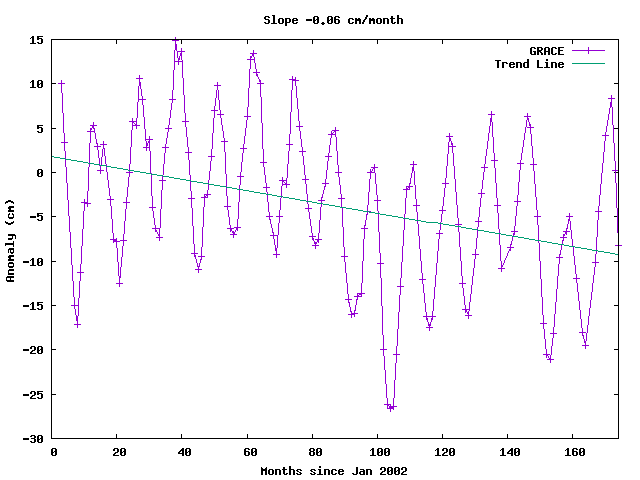 Slope -0.06 cm/month
GRACE
Trend Line
15
10
5
0
-5
-10
-15
-20
-25
-30
Anomaly (cm)
0 20 40 60 80 100 120 140 160
Months since Jan 2002